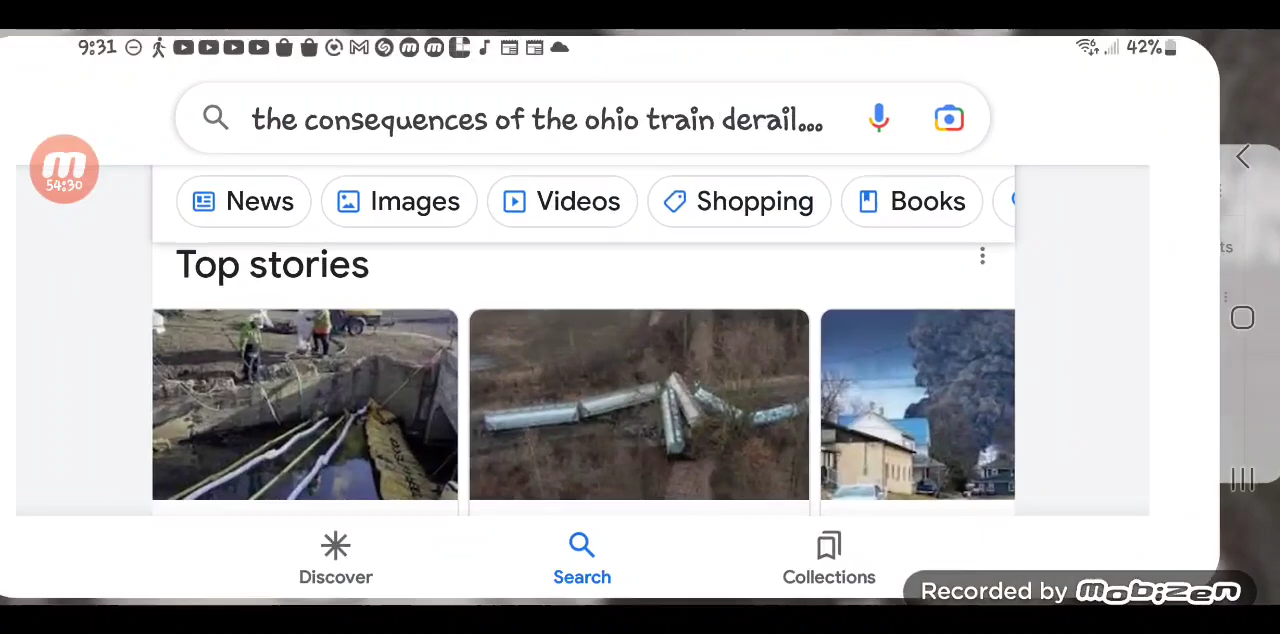 9:31
42%
the consequences of the ohio train derail...
54:30
News
Images
Videos
Shopping
Books
ts
Top stories
Discover
Search
Collections
Recorded by mobizen